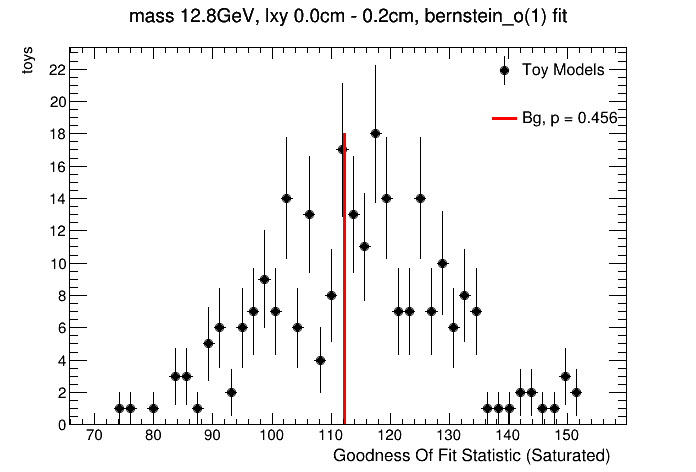 mass 12.8GeV, lxy 0.0cm - 0.2cm, bernstein_o(1) fit
toys
Toy Models
Bg, p = 0.456
22
20
18
16
14
12
10
8
6
4
2
0
70 80 90 100 110 120 130 140 150
Goodness Of Fit Statistic (Saturated)